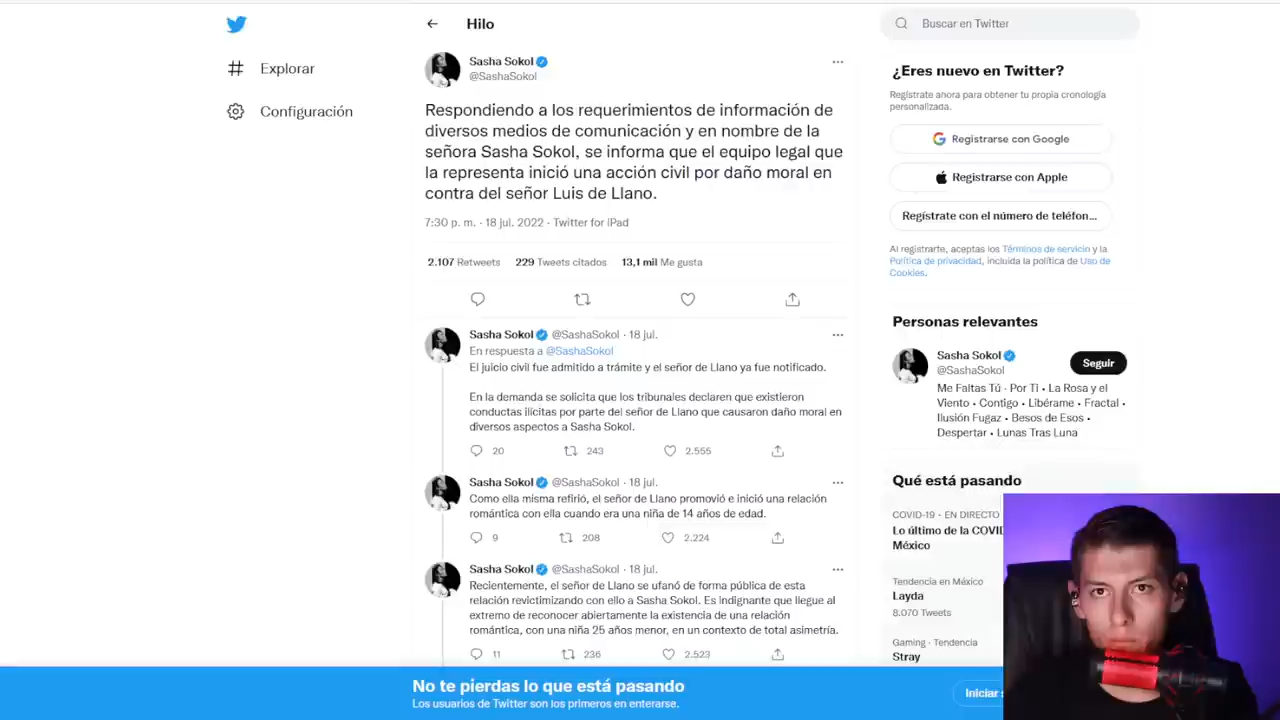 Explorar
Configuración
Hilo
Sasha Sokol
@SashaSokol
Respondiendo a los requerimientos de información de
diversos medios de comunicación y en nombre de la
señora Sasha Sokol, se informa que el equipo legal que
la representa inició una acción civil por daño moral en
contra del señor Luis de Llano.
7:30 p. m. · 18 jul. 2022 · Twitter for iPad
2.107 Retweets 229 Tweets citados 13,1 mil Me gusta
Sasha Sokol @SashaSokol · 18 jul.
En respuesta a @SashaSokol
El juicio civil fue admitido a trámite y el señor de Llano ya fue notificado.
En la demanda se solicita que los tribunales declaren que existieron
conductas ilícitas por parte del señor de Llano que causaron daño moral en
diversos aspectos a Sasha Sokol.
20 243 2.555
Sasha Sokol @SashaSokol · 18 jul.
Como ella misma refirió, el señor de Llano promovió e inició una relación
romántica con ella cuando era una niña de 14 años de edad.
9 208 2.224
Sasha Sokol @SashaSokol · 18 jul.
Recientemente, el señor de Llano se ufanó de forma pública de esta
relación revictimizando con ello a Sasha Sokol. Es indignante que llegue al
extremo de reconocer abiertamente la existencia de una relación
romántica, con una niña 25 años menor, en un contexto de total asimetría.
11 236 2.523
Buscar en Twitter
¿Eres nuevo en Twitter?
Regístrate ahora para obtener tu propia cronología
personalizada.
Registrarse con Google
Registrarse con Apple
Regístrate con el número de teléfon...
Al registrarte, aceptas los Términos de servicio y la
Política de privacidad, incluida la política de Uso de
Cookies.
Personas relevantes
Sasha Sokol
@SashaSokol
Seguir
Me Faltas Tú · Por Ti • La Rosa y el
Viento • Contigo • Libérame • Fractal •
Ilusión Fugaz • Besos de Esos •
Despertar • Lunas Tras Luna
Qué está pasando
COVID-19 · EN DIRECTO
Lo último de la COVI
México
Tendencia en México
Layda
8.070 Tweets
Gaming · Tendencia
Stray
No te pierdas lo que está pasando
Los usuarios de Twitter son los primeros en enterarse.
Iniciar s